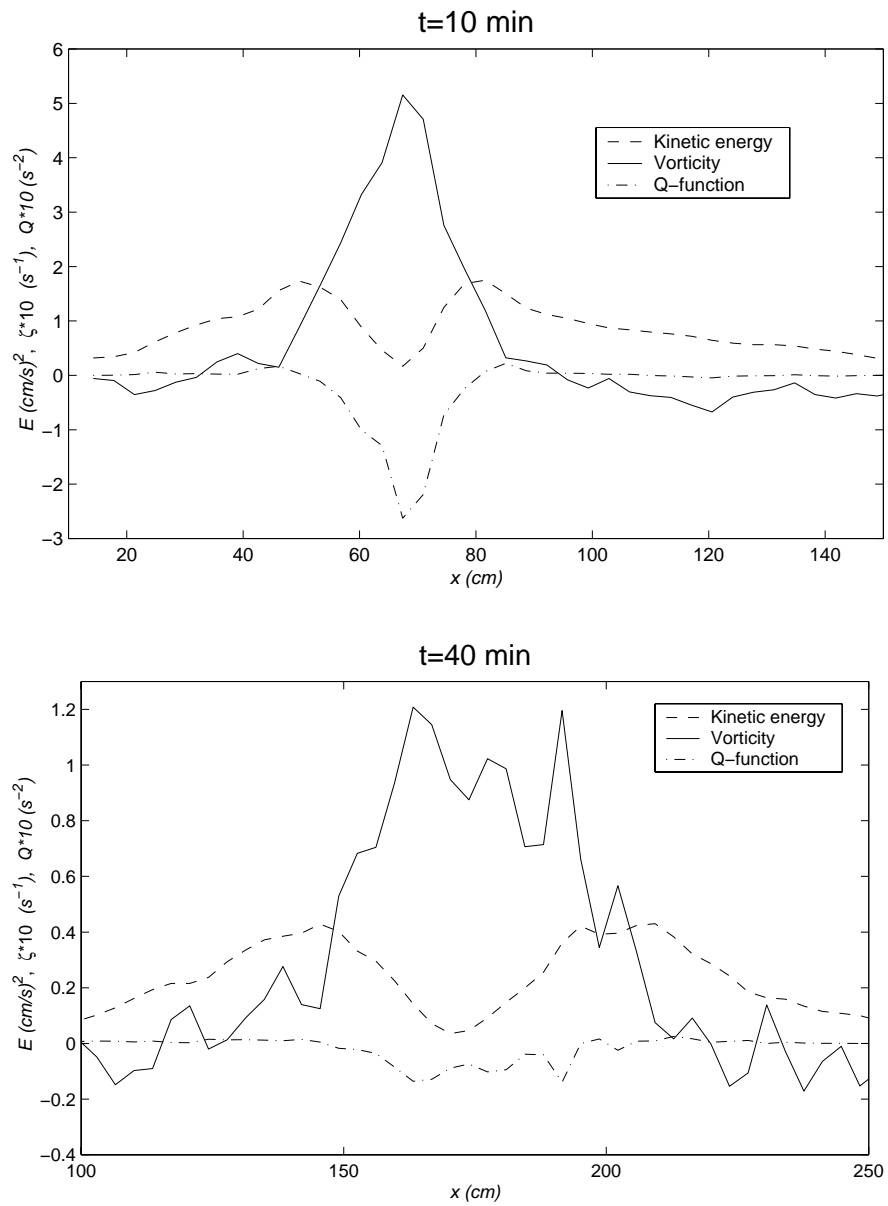 t=10 min
6
5
4
3
2
1
0
−1
−2
−3
E (cm/s)², ζ*10 (s⁻¹), Q*10 (s⁻²)
Kinetic energy
Vorticity
Q−function
20 40 60 80 100 120 140
x (cm)
t=40 min
1.2
1
0.8
0.6
0.4
0.2
0
−0.2
−0.4
E (cm/s)², ζ*10 (s⁻¹), Q*10 (s⁻²)
Kinetic energy
Vorticity
Q−function
100 150 200 250
x (cm)